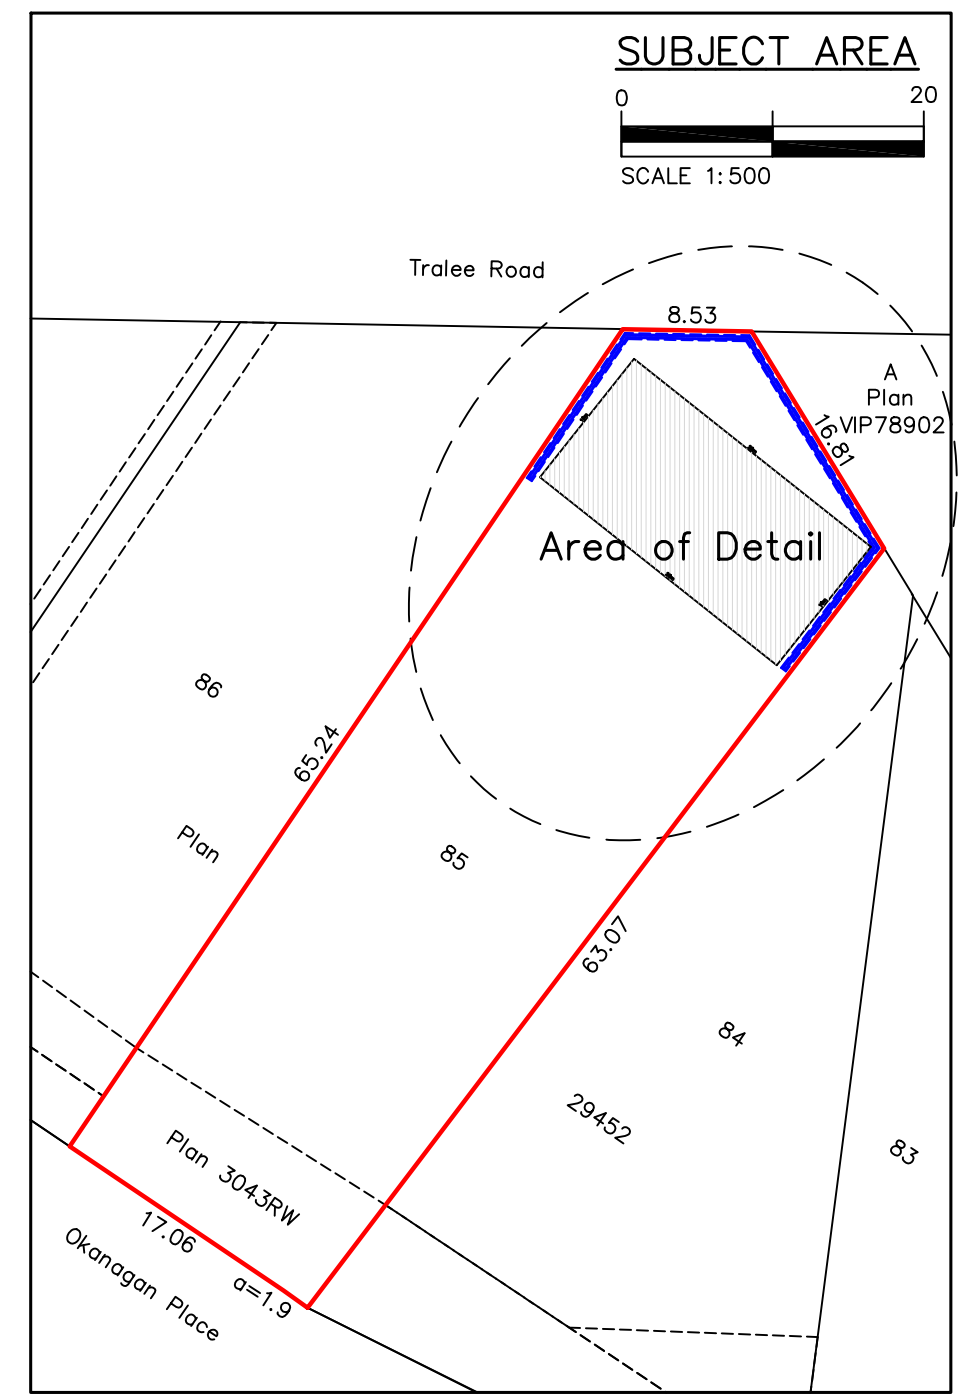 SUBJECT AREA
0 20
SCALE 1:500
Tralee Road
8.53
A
Plan
VIP78902
16.81
Area of Detail
86
65.24
Plan
85
63.07
84
29452
83
Plan 3043RW
17.06
a=1.9
Okanagan Place